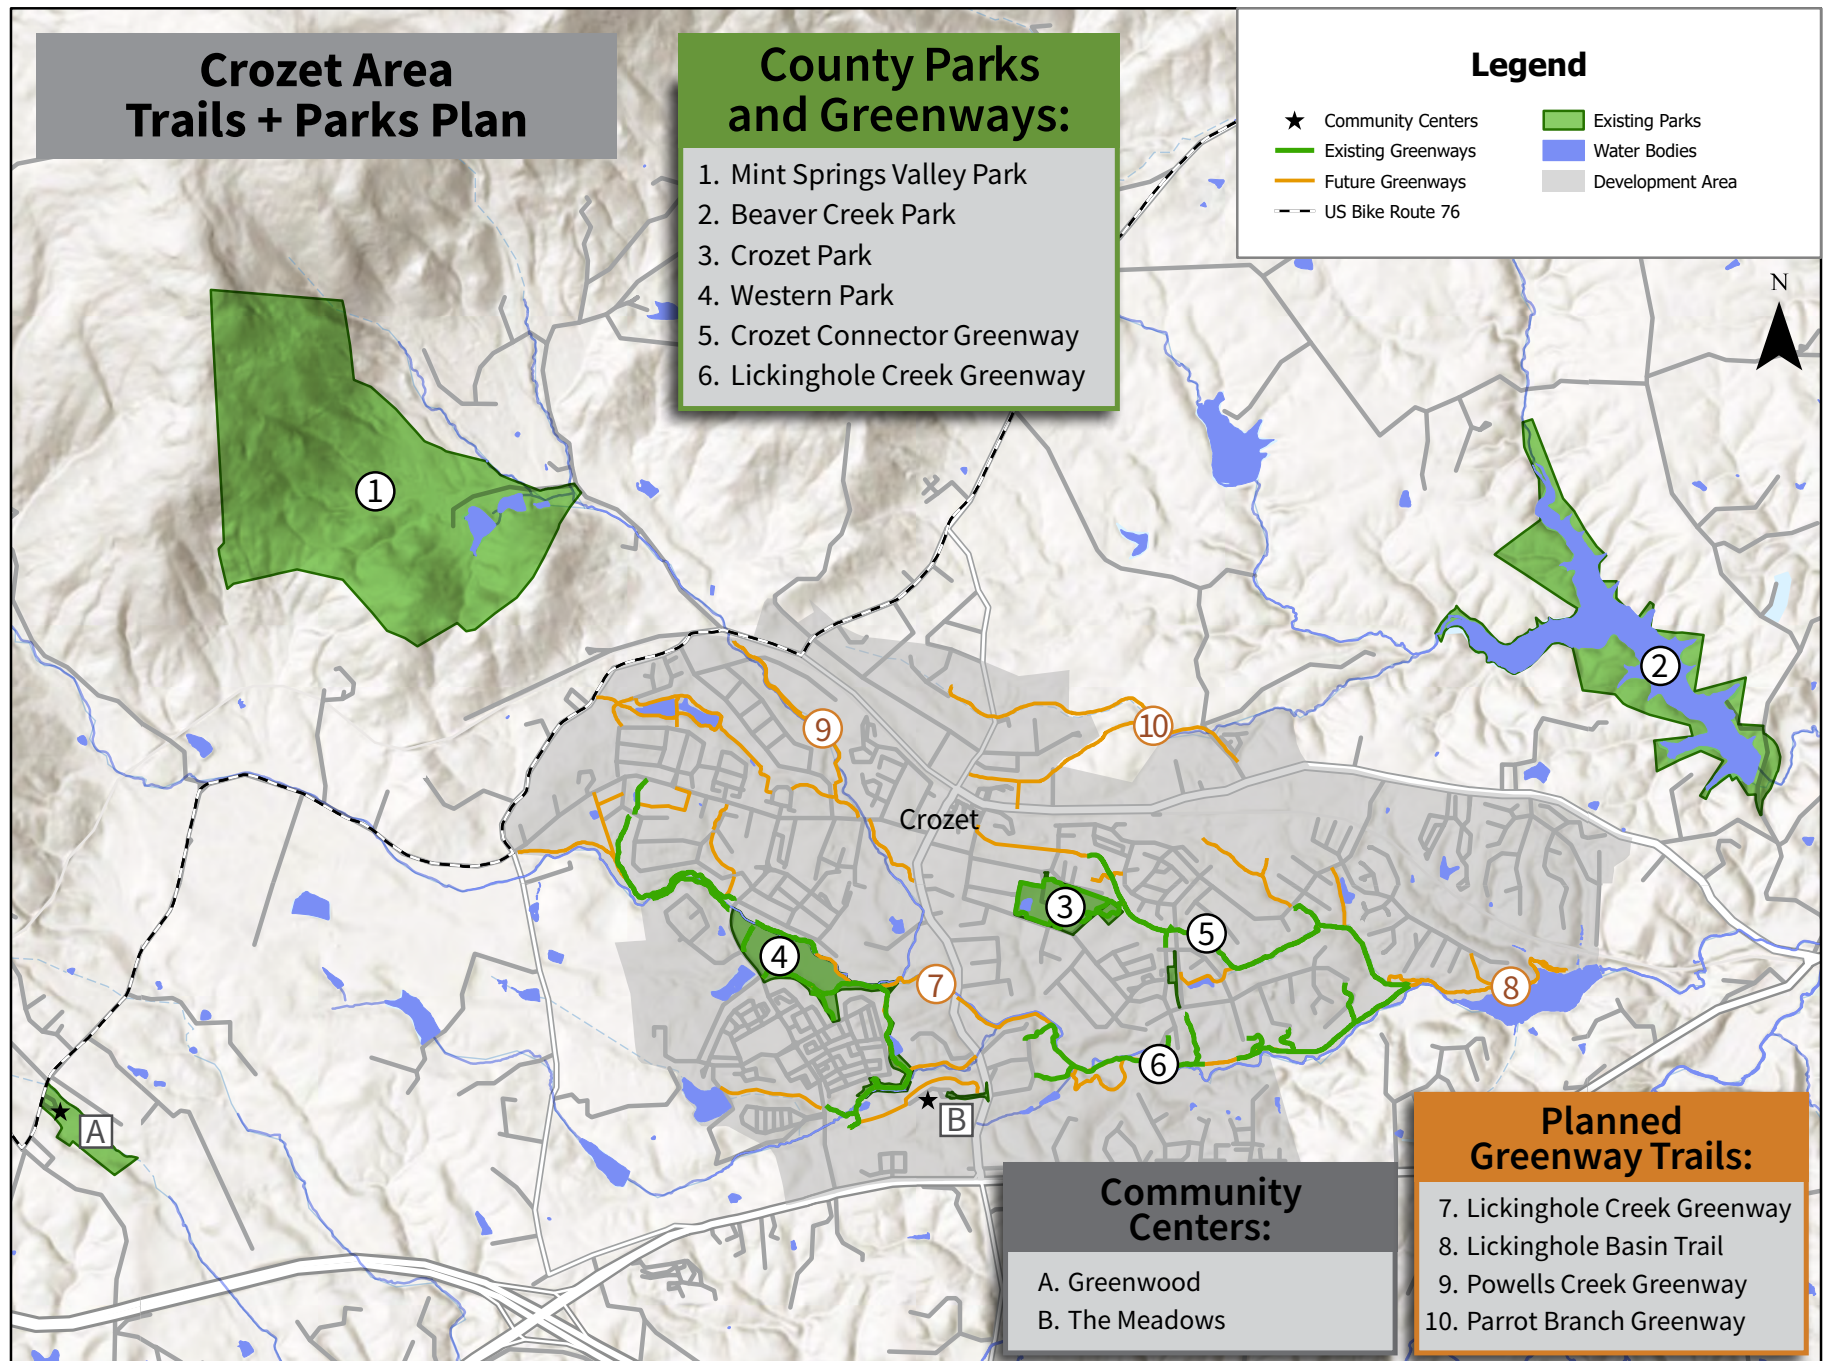 Crozet Area
Trails + Parks Plan
County Parks
and Greenways:
1. Mint Springs Valley Park
2. Beaver Creek Park
3. Crozet Park
4. Western Park
5. Crozet Connector Greenway
6. Lickinghole Creek Greenway
Legend
Community Centers
Existing Greenways
Future Greenways
US Bike Route 76
Existing Parks
Water Bodies
Development Area
N
1
2
9
10
Crozet
3
5
4
7
8
6
A
B
Community
Centers:
A. Greenwood
B. The Meadows
Planned
Greenway Trails:
7. Lickinghole Creek Greenway
8. Lickinghole Basin Trail
9. Powells Creek Greenway
10. Parrot Branch Greenway